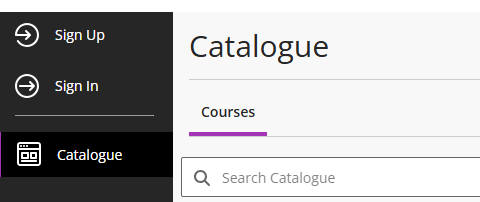 Sign Up
Sign In
Catalogue
Catalogue
Courses
Search Catalogue